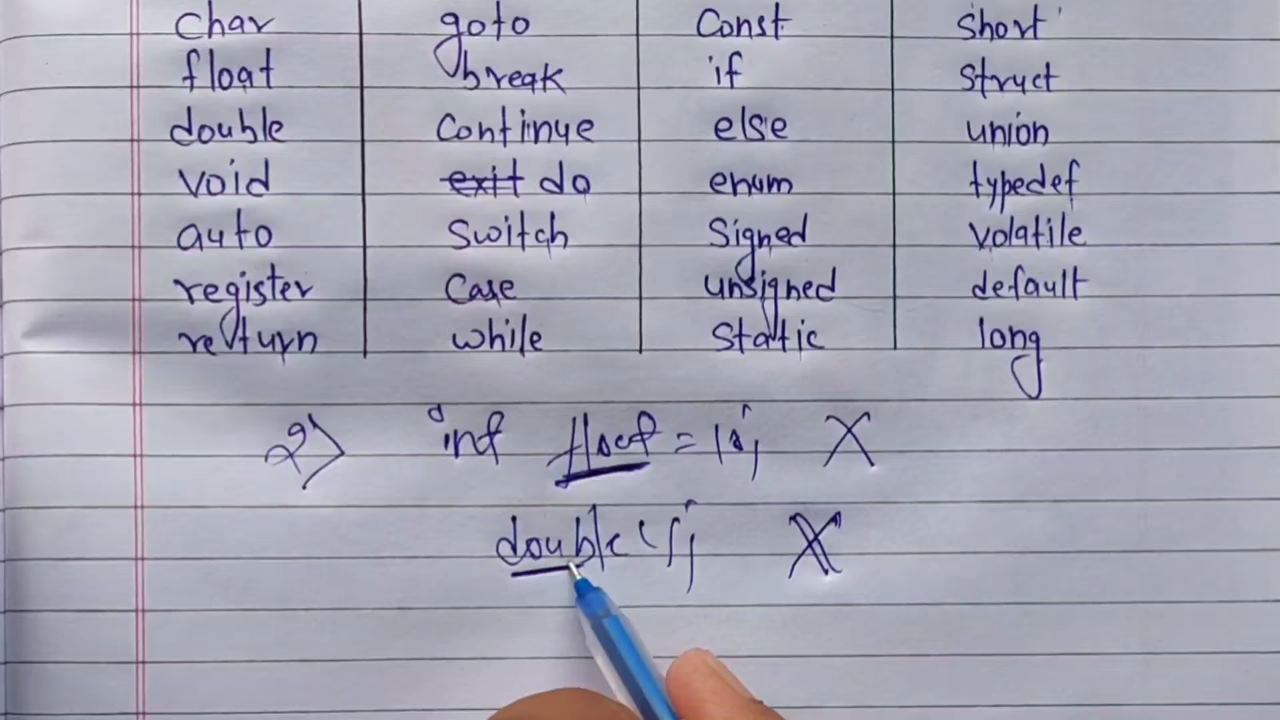 char goto const short
float break if struct
double continue else union
void exit do enum typedef
auto switch signed volatile
register case unsigned default
return while static long
2) int float = 10; X
double (); X